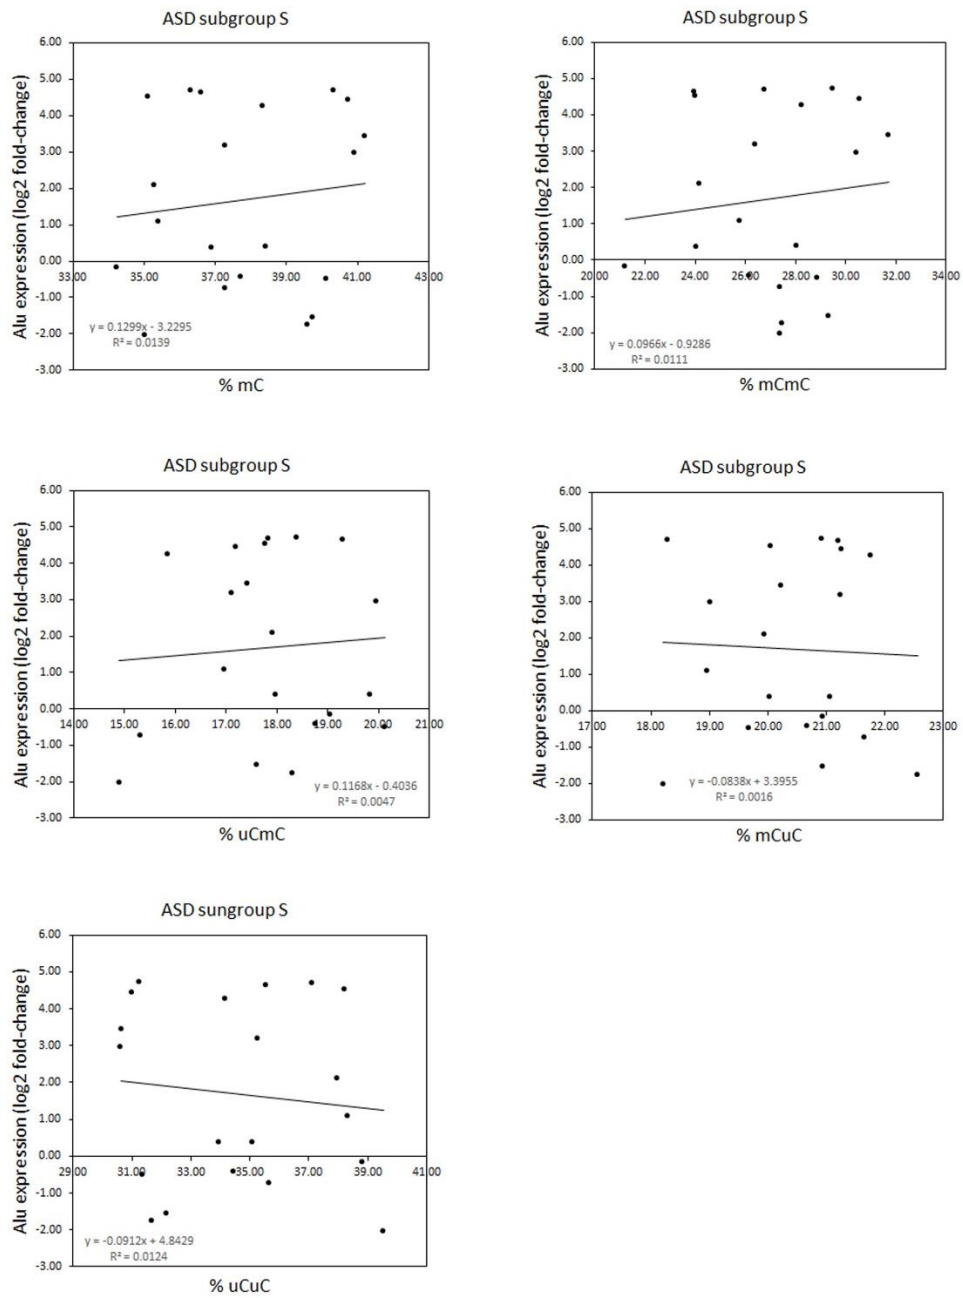 ASD subgroup S
6.00
5.00
4.00
3.00
2.00
1.00
0.00
-1.00
-2.00
-3.00
33.00 35.00 37.00 39.00 41.00 43.00
Alu expression (log2 fold-change)
y = 0.1299x - 3.2295
R² = 0.0139
% mC
ASD subgroup S
6.00
5.00
4.00
3.00
2.00
1.00
0.00
-1.00
-2.00
-3.00
20.00 22.00 24.00 26.00 28.00 30.00 32.00 34.00
Alu expression (log2 fold-change)
y = 0.0966x - 0.9286
R² = 0.0111
% mCmC
ASD subgroup S
6.00
5.00
4.00
3.00
2.00
1.00
0.00
-1.00
-2.00
-3.00
14.00 15.00 16.00 17.00 18.00 19.00 20.00 21.00
Alu expression (log2 fold-change)
y = 0.1168x - 0.4036
R² = 0.0047
% uCmC
ASD subgroup S
6.00
5.00
4.00
3.00
2.00
1.00
0.00
-1.00
-2.00
-3.00
17.00 18.00 19.00 20.00 21.00 22.00 23.00
Alu expression (log2 fold-change)
y = -0.0838x + 3.3955
R² = 0.0016
% mCuC
ASD sungroup S
6.00
5.00
4.00
3.00
2.00
1.00
0.00
-1.00
-2.00
-3.00
29.00 31.00 33.00 35.00 37.00 39.00 41.00
Alu expression (log2 fold-change)
y = -0.0912x + 4.8429
R² = 0.0124
% uCuC